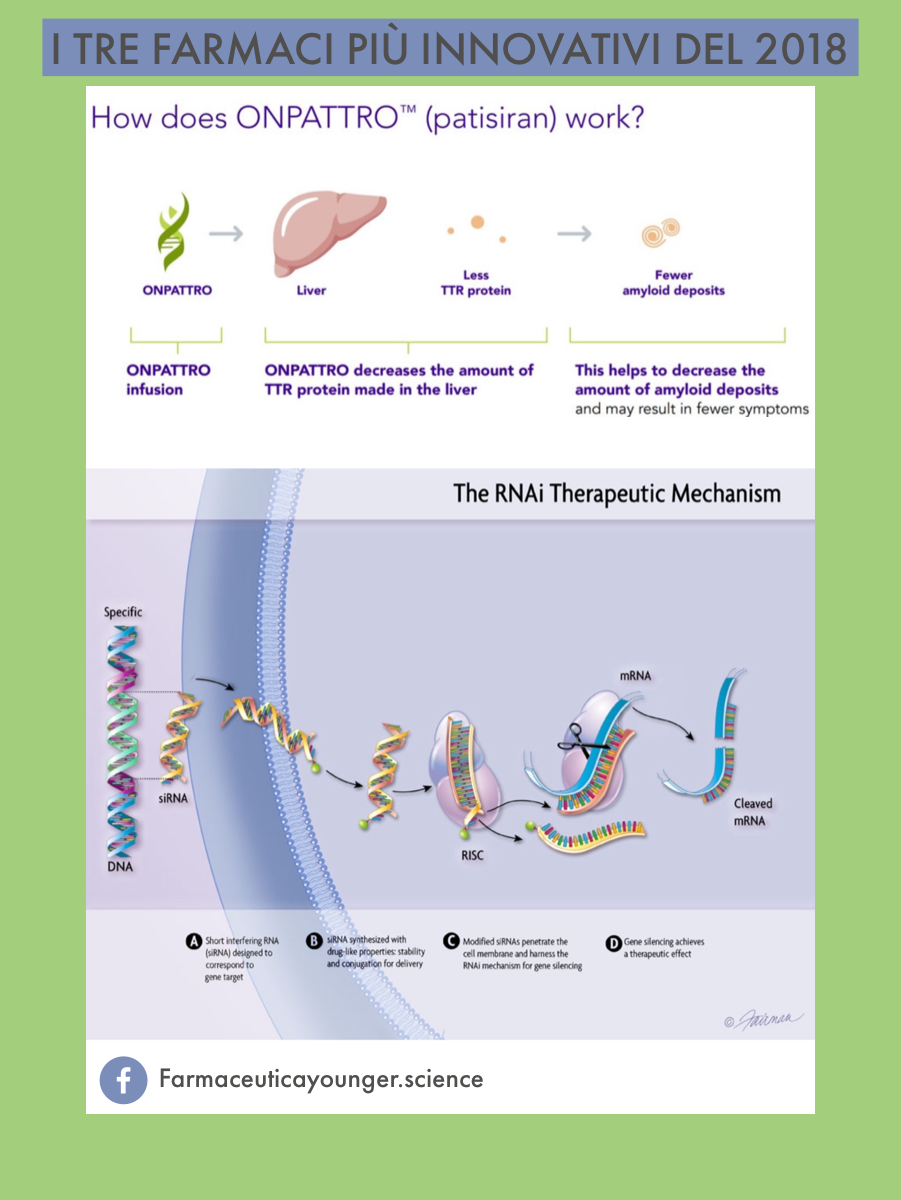 I TRE FARMACI PIÙ INNOVATIVI DEL 2018
How does ONPATTRO™ (patisiran) work?
ONPATTRO
Liver
Less
TTR protein
Fewer
amyloid deposits
ONPATTRO
infusion
ONPATTRO decreases the amount of
TTR protein made in the liver
This helps to decrease the
amount of amyloid deposits
and may result in fewer symptoms
The RNAi Therapeutic Mechanism
Specific
DNA
siRNA
RISC
mRNA
Cleaved
mRNA
A Short interfering RNA
(siRNA) designed to
correspond to
gene target
B siRNA synthesized with
drug-like properties: stability
and conjugation for delivery
C Modified siRNAs penetrate the
cell membrane and harness the
RNAi mechanism for gene silencing
D Gene silencing achieves
a therapeutic effect
© Fairman
f Farmaceuticayounger.science